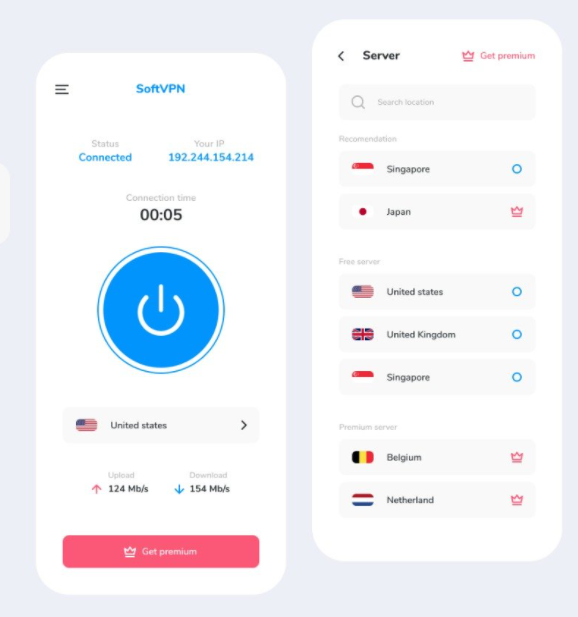 SoftVPN
Status
Your IP
Connected
192.244.154.214
Connection time
00:05
United states
Upload
Download
124 Mb/s
154 Mb/s
Get premium
Server
Get premium
Search location
Recomendation
Singapore
Japan
Free server
United states
United Kingdom
Singapore
Premium server
Belgium
Netherland